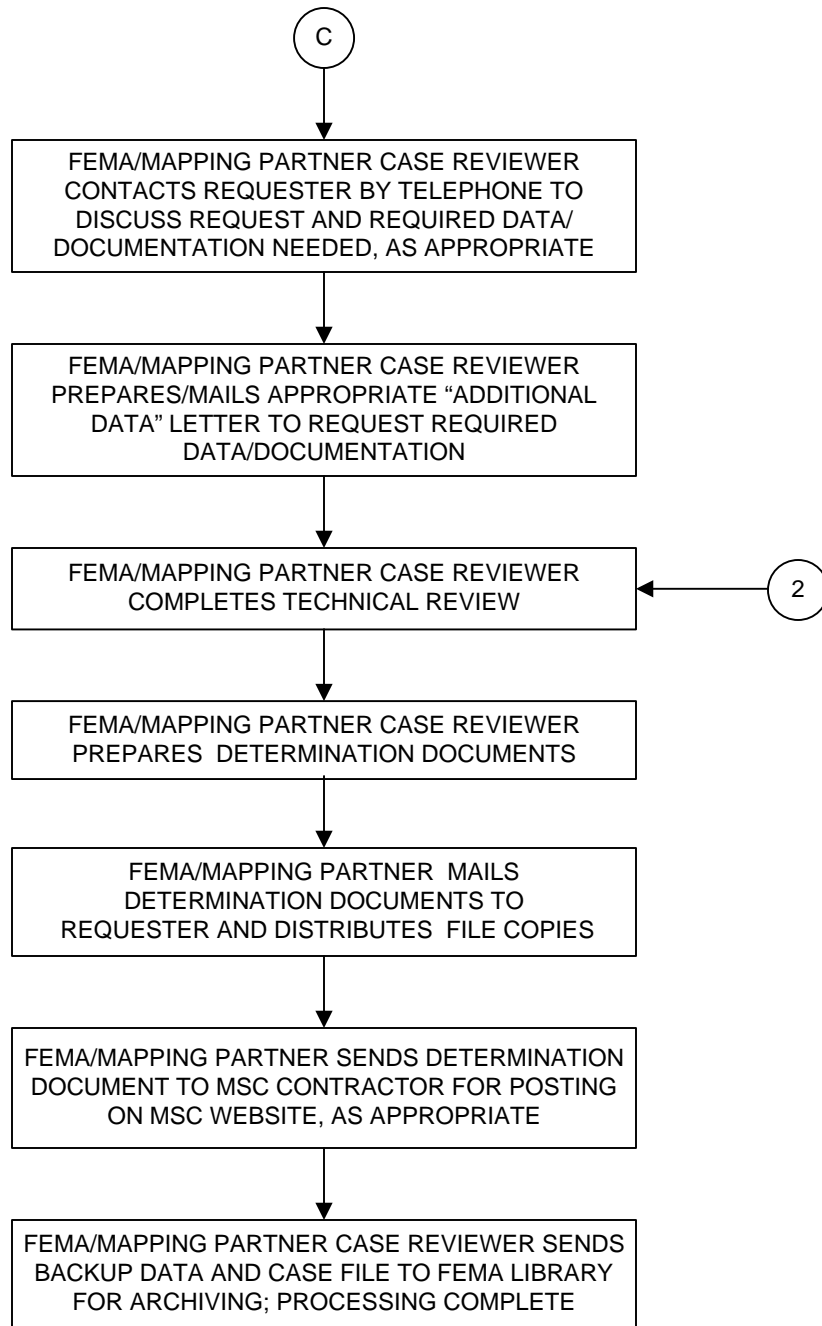 C
FEMA/MAPPING PARTNER CASE REVIEWER
CONTACTS REQUESTER BY TELEPHONE TO
DISCUSS REQUEST AND REQUIRED DATA/
DOCUMENTATION NEEDED, AS APPROPRIATE
FEMA/MAPPING PARTNER CASE REVIEWER
PREPARES/MAILS APPROPRIATE “ADDITIONAL
DATA” LETTER TO REQUEST REQUIRED
DATA/DOCUMENTATION
FEMA/MAPPING PARTNER CASE REVIEWER
COMPLETES TECHNICAL REVIEW
2
FEMA/MAPPING PARTNER CASE REVIEWER
PREPARES DETERMINATION DOCUMENTS
FEMA/MAPPING PARTNER MAILS
DETERMINATION DOCUMENTS TO
REQUESTER AND DISTRIBUTES FILE COPIES
FEMA/MAPPING PARTNER SENDS DETERMINATION
DOCUMENT TO MSC CONTRACTOR FOR POSTING
ON MSC WEBSITE, AS APPROPRIATE
FEMA/MAPPING PARTNER CASE REVIEWER SENDS
BACKUP DATA AND CASE FILE TO FEMA LIBRARY
FOR ARCHIVING; PROCESSING COMPLETE